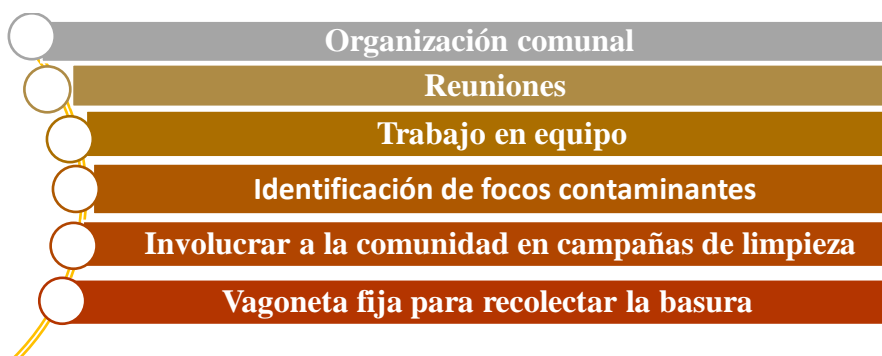 Organización comunal
Reuniones
Trabajo en equipo
Identificación de focos contaminantes
Involucrar a la comunidad en campañas de limpieza
Vagoneta fija para recolectar la basura